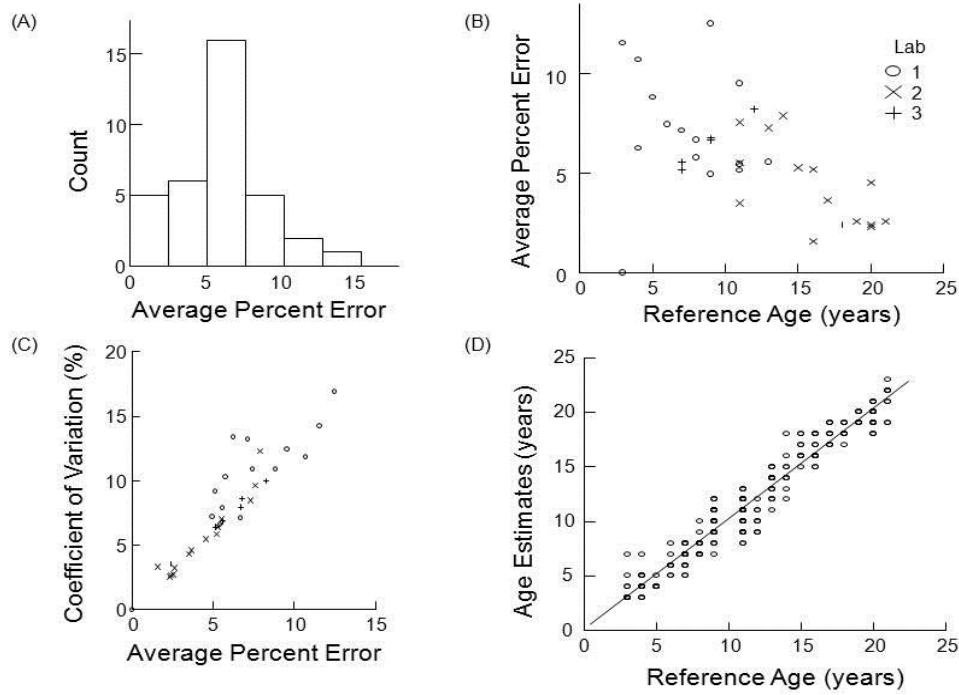 (A)
15
10
5
0
Count
0 5 10 15
Average Percent Error
(B)
10
5
0
Average Percent Error
Lab
1
2
3
0 5 10 15 20 25
Reference Age (years)
(C)
20
15
10
5
0
Coefficient of Variation (%)
0 5 10 15
Average Percent Error
(D)
25
20
15
10
5
0
Age Estimates (years)
0 5 10 15 20 25
Reference Age (years)